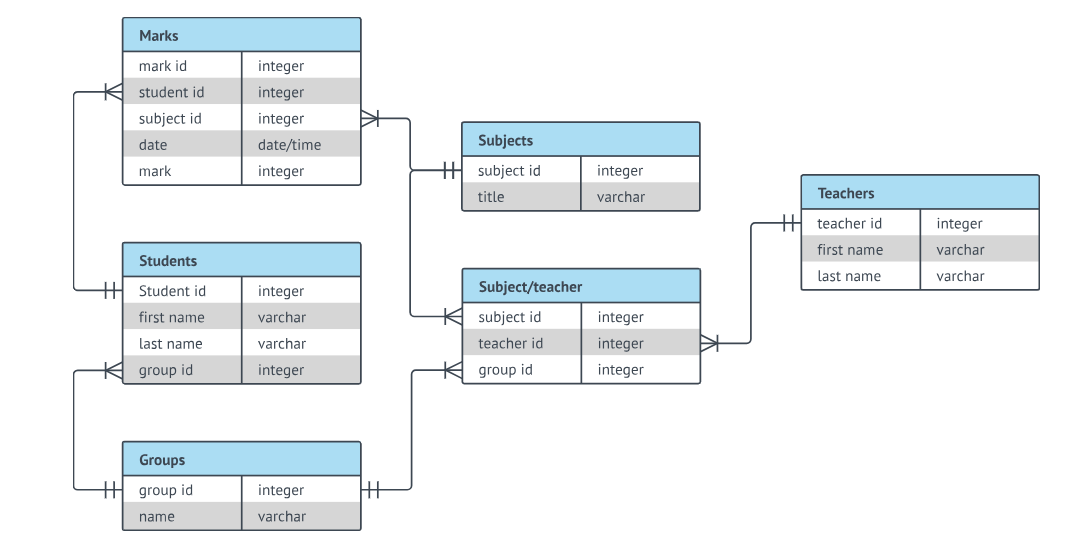 Marks
mark id integer
student id integer
subject id integer
date date/time
mark integer
Students
Student id integer
first name varchar
last name varchar
group id integer
Groups
group id integer
name varchar
Subjects
subject id integer
title varchar
Subject/teacher
subject id integer
teacher id integer
group id integer
Teachers
teacher id integer
first name varchar
last name varchar